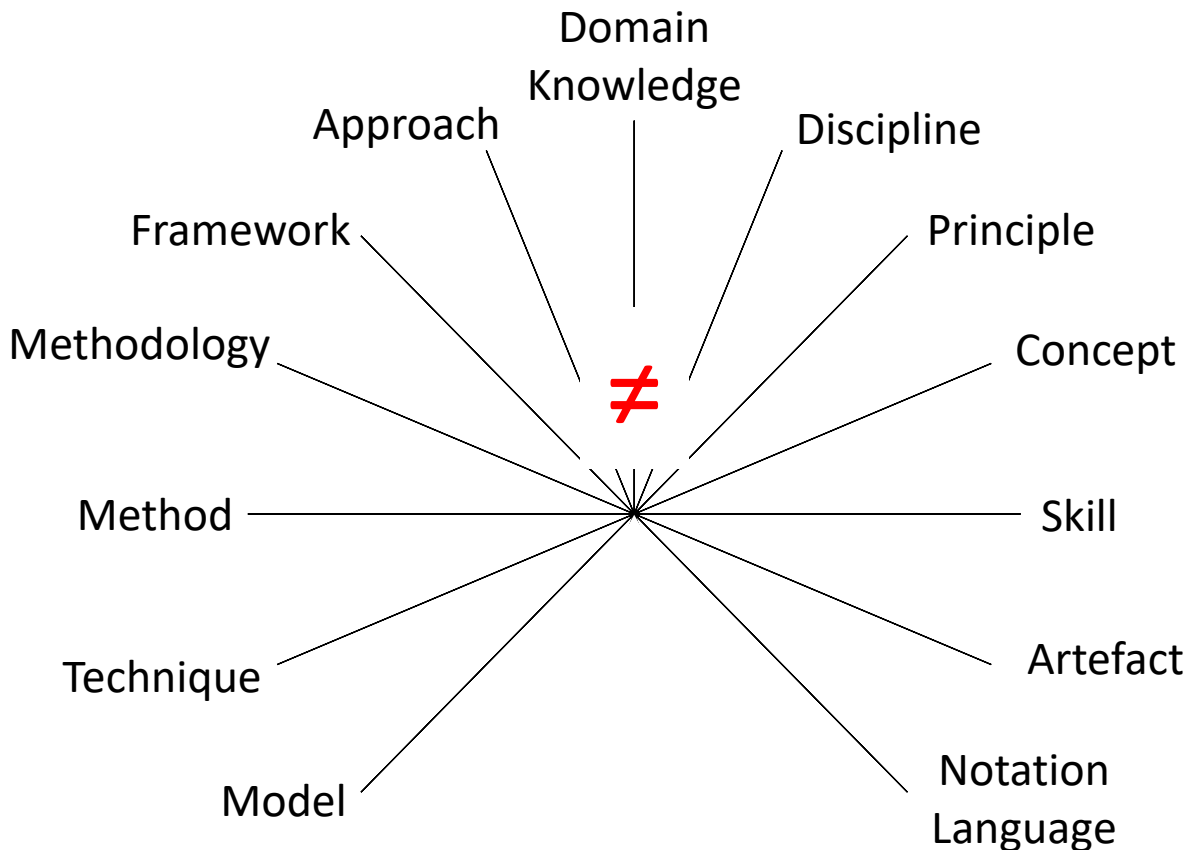 Domain
Knowledge
Approach
Discipline
Framework
Principle
Methodology
Concept
≠
Method
Skill
Technique
Artefact
Model
Notation
Language